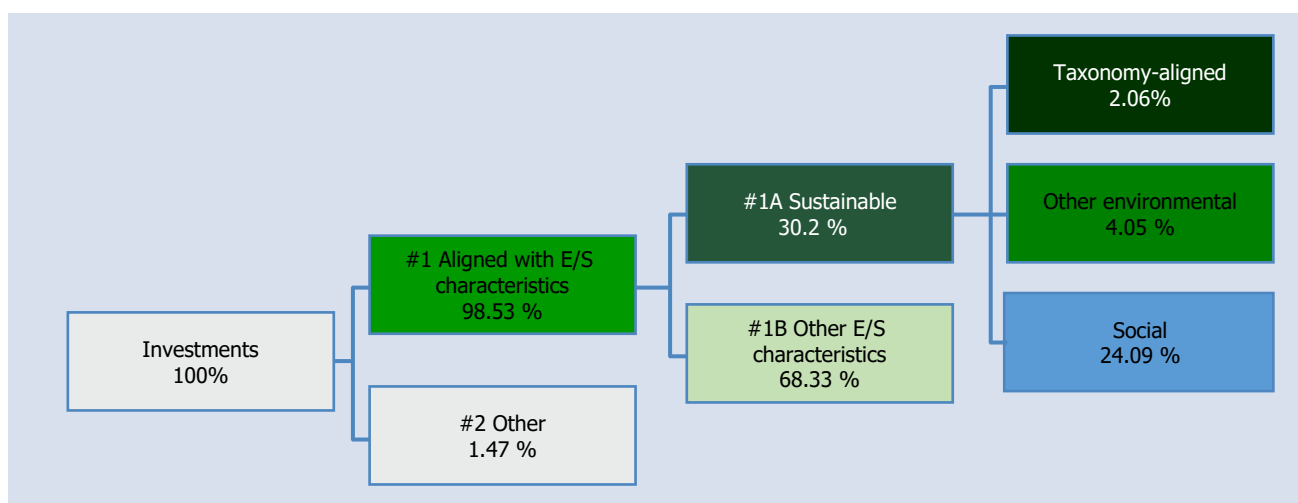 Investments
100%
#1 Aligned with E/S
characteristics
98.53 %
#2 Other
1.47 %
#1A Sustainable
30.2 %
#1B Other E/S
characteristics
68.33 %
Taxonomy-aligned
2.06%
Other environmental
4.05 %
Social
24.09 %